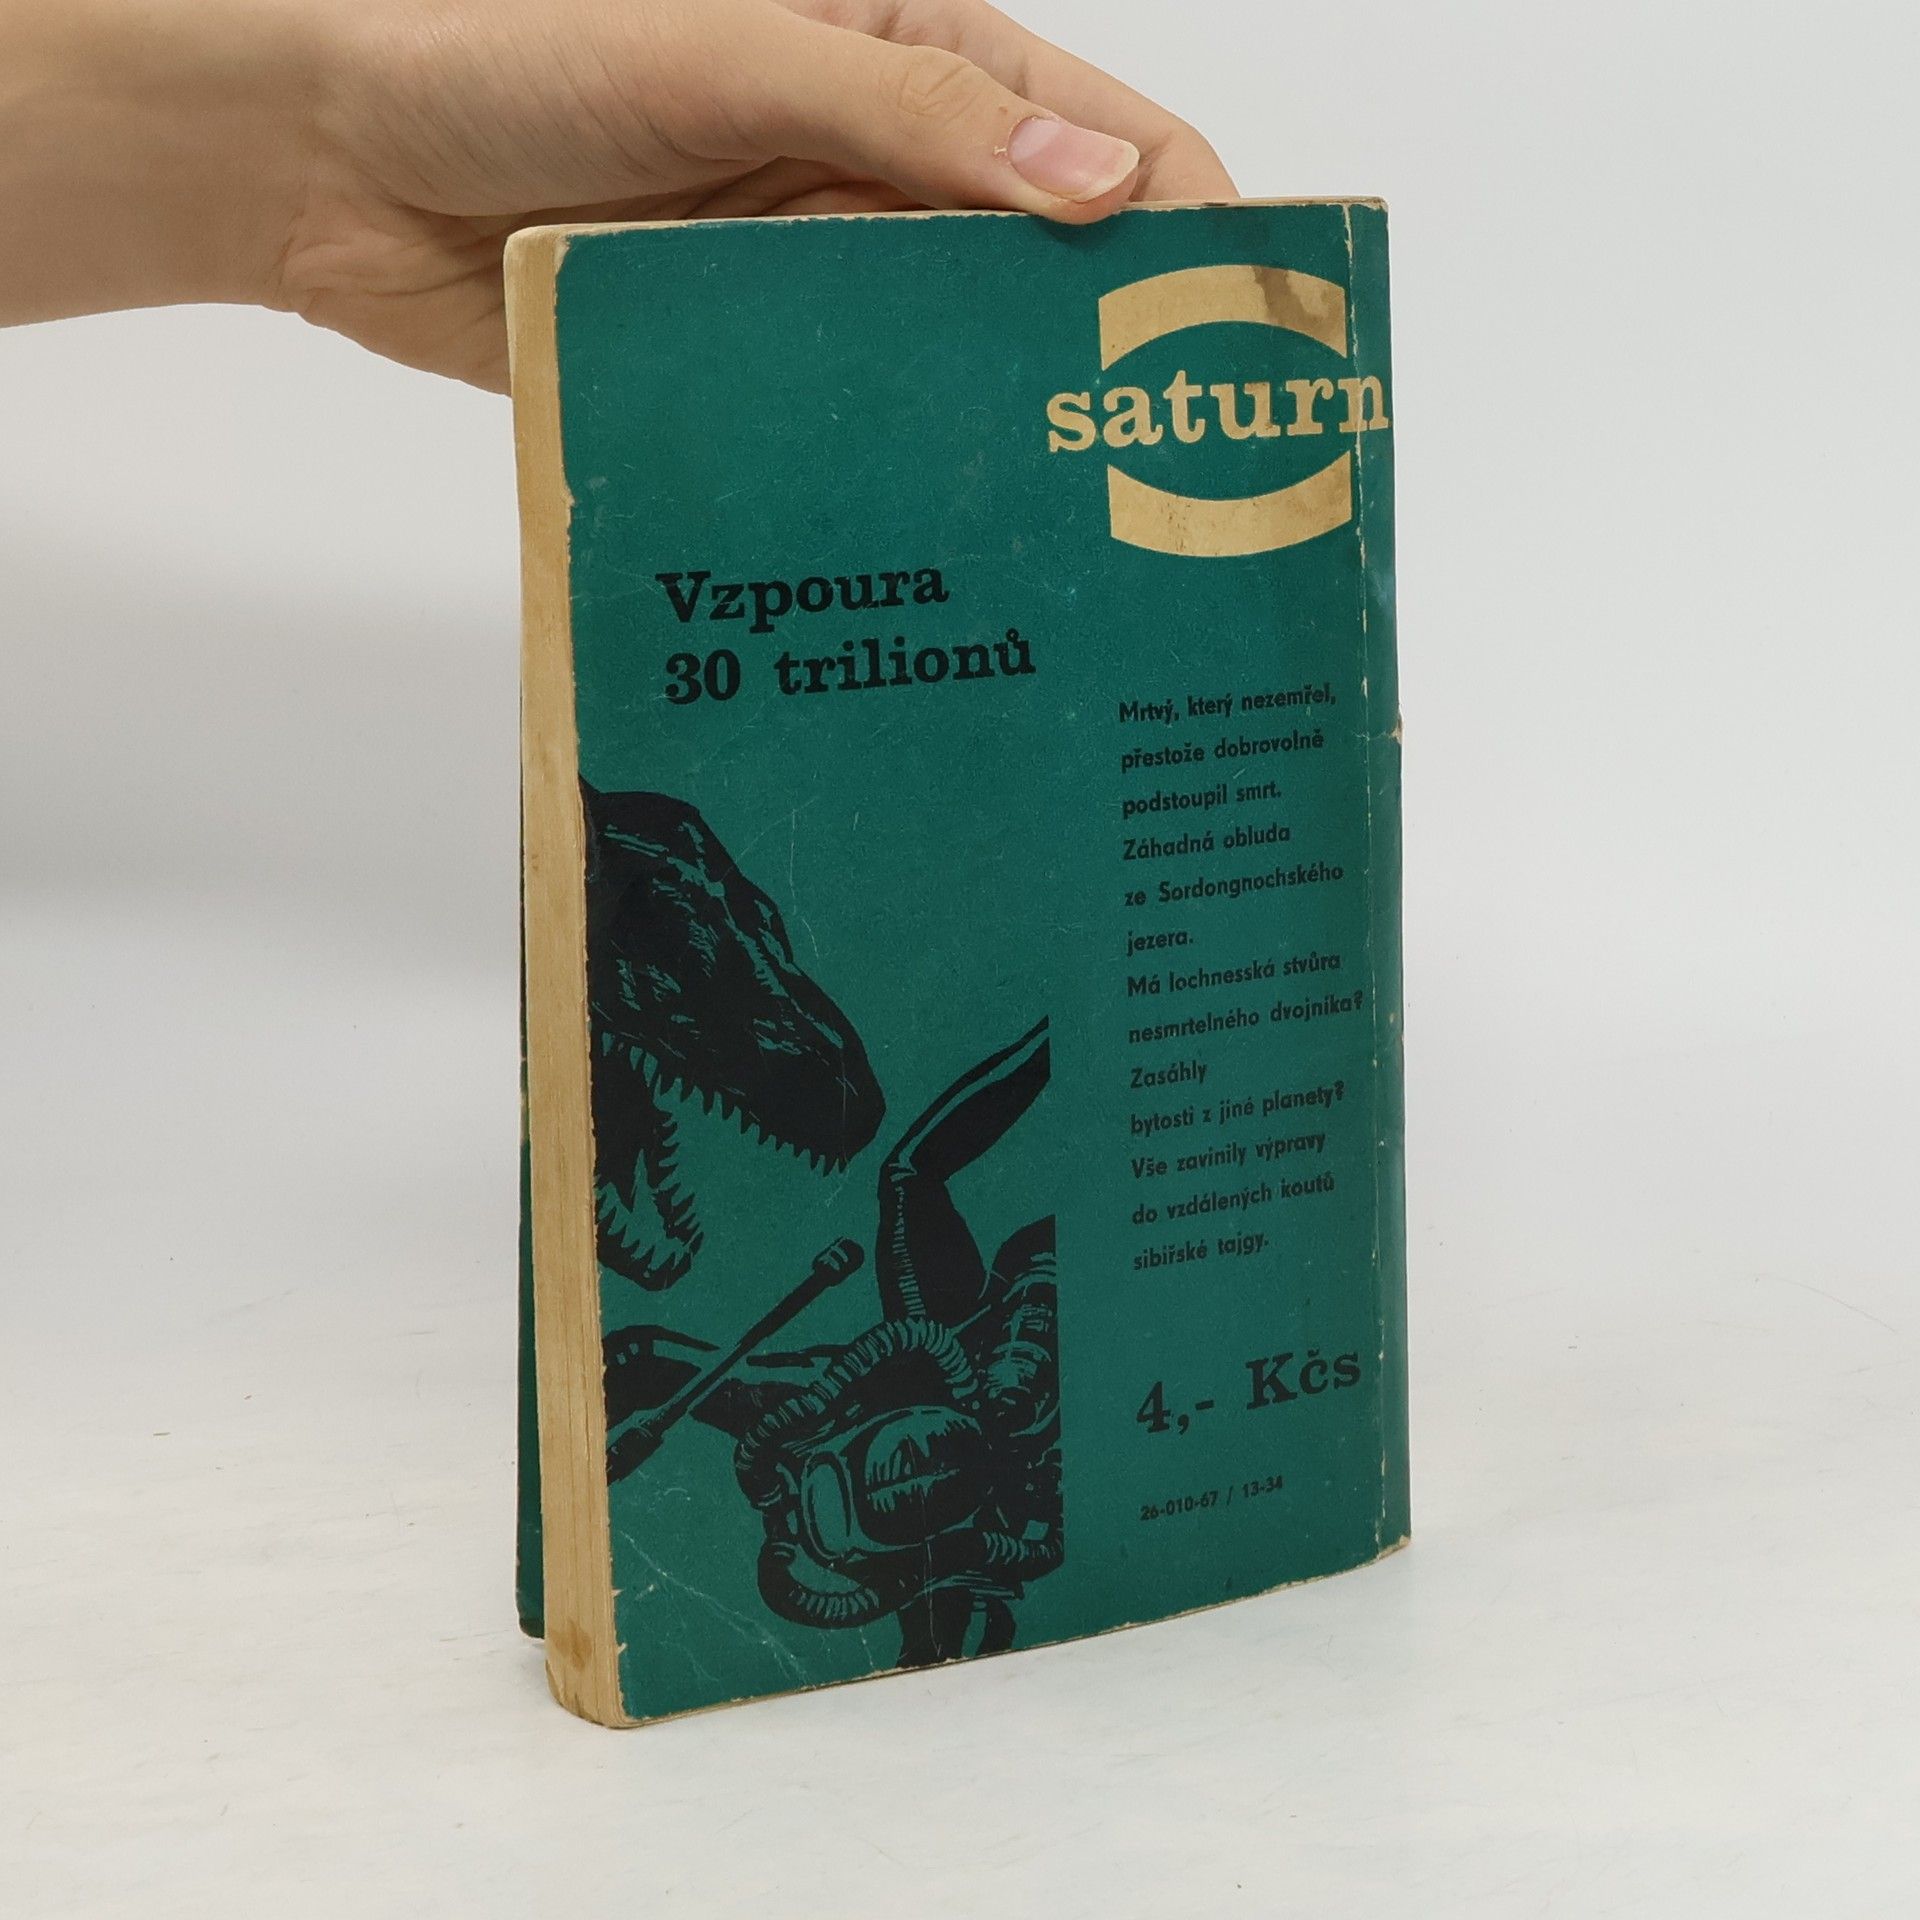 saturn
Vzpoura
30 trilionů
Mrtvý, který nezemřel,
přestože dobrovolně
podstoupil smrt.
Záhadná obluda
ze Sordongnochského
jezera.
Má lochnesská stvůra
nesmrtelného dvojníka?
Zasáhly
bytosti z jiné planety?
Vše zavinily výpravy
do vzdálených koutů
sibiřské tajgy.
4,- Kčs
26-010-67 / 13-34